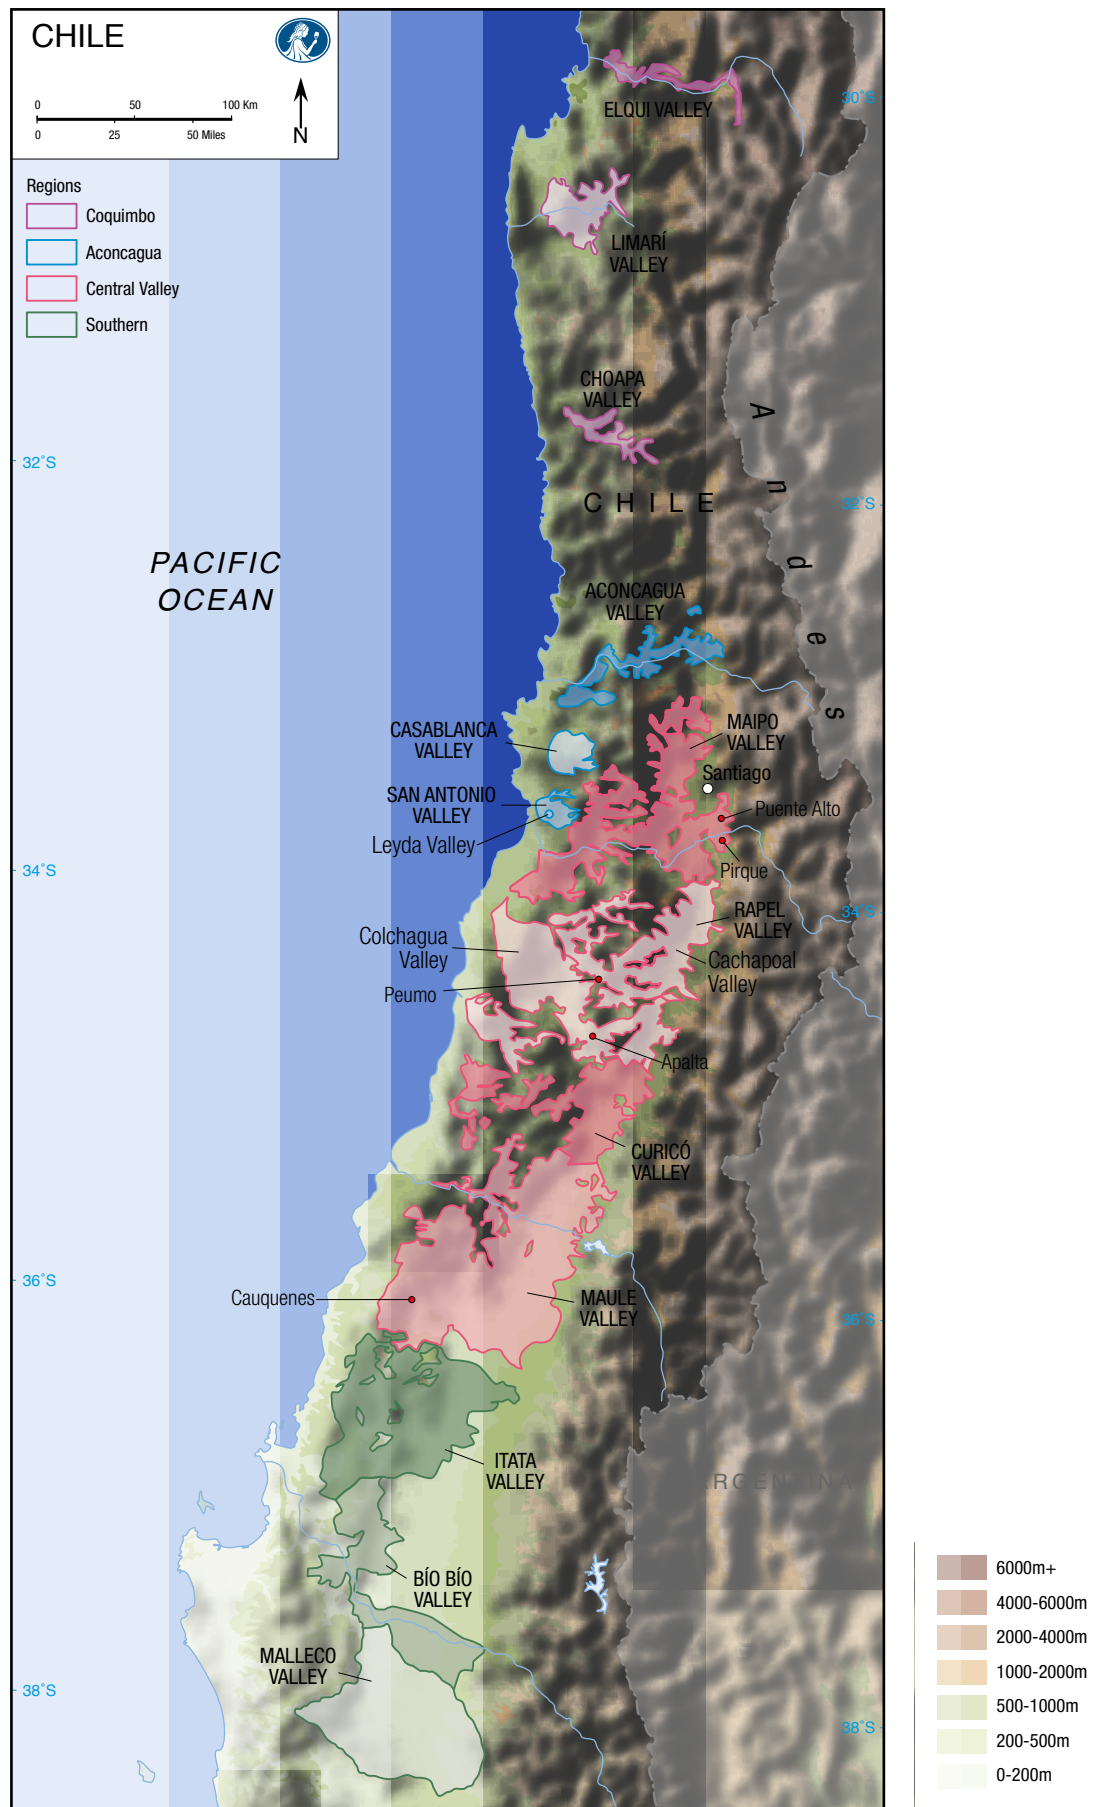 CHILE
0 50 100 Km
0 25 50 Miles
N
Regions
Coquimbo
Aconcagua
Central Valley
Southern
30°S
ELQUI VALLEY
LIMARÍ
VALLEY
CHOAPA
VALLEY
Andes
32°S
32°S
CHILE
PACIFIC
OCEAN
ACONCAGUA
VALLEY
CASABLANCA
VALLEY
MAIPO
VALLEY
Santiago
SAN ANTONIO
VALLEY
Puente Alto
Leyda Valley
34°S
Pirque
34°S
RAPEL
VALLEY
Colchagua
Valley
Cachapoal
Valley
Peumo
Apalta
CURICÓ
VALLEY
36°S
Cauquenes
MAULE
VALLEY
36°S
ITATA
VALLEY
ARGENTINA
BÍO BÍO
VALLEY
MALLECO
VALLEY
38°S
38°S
6000m+
4000-6000m
2000-4000m
1000-2000m
500-1000m
200-500m
0-200m